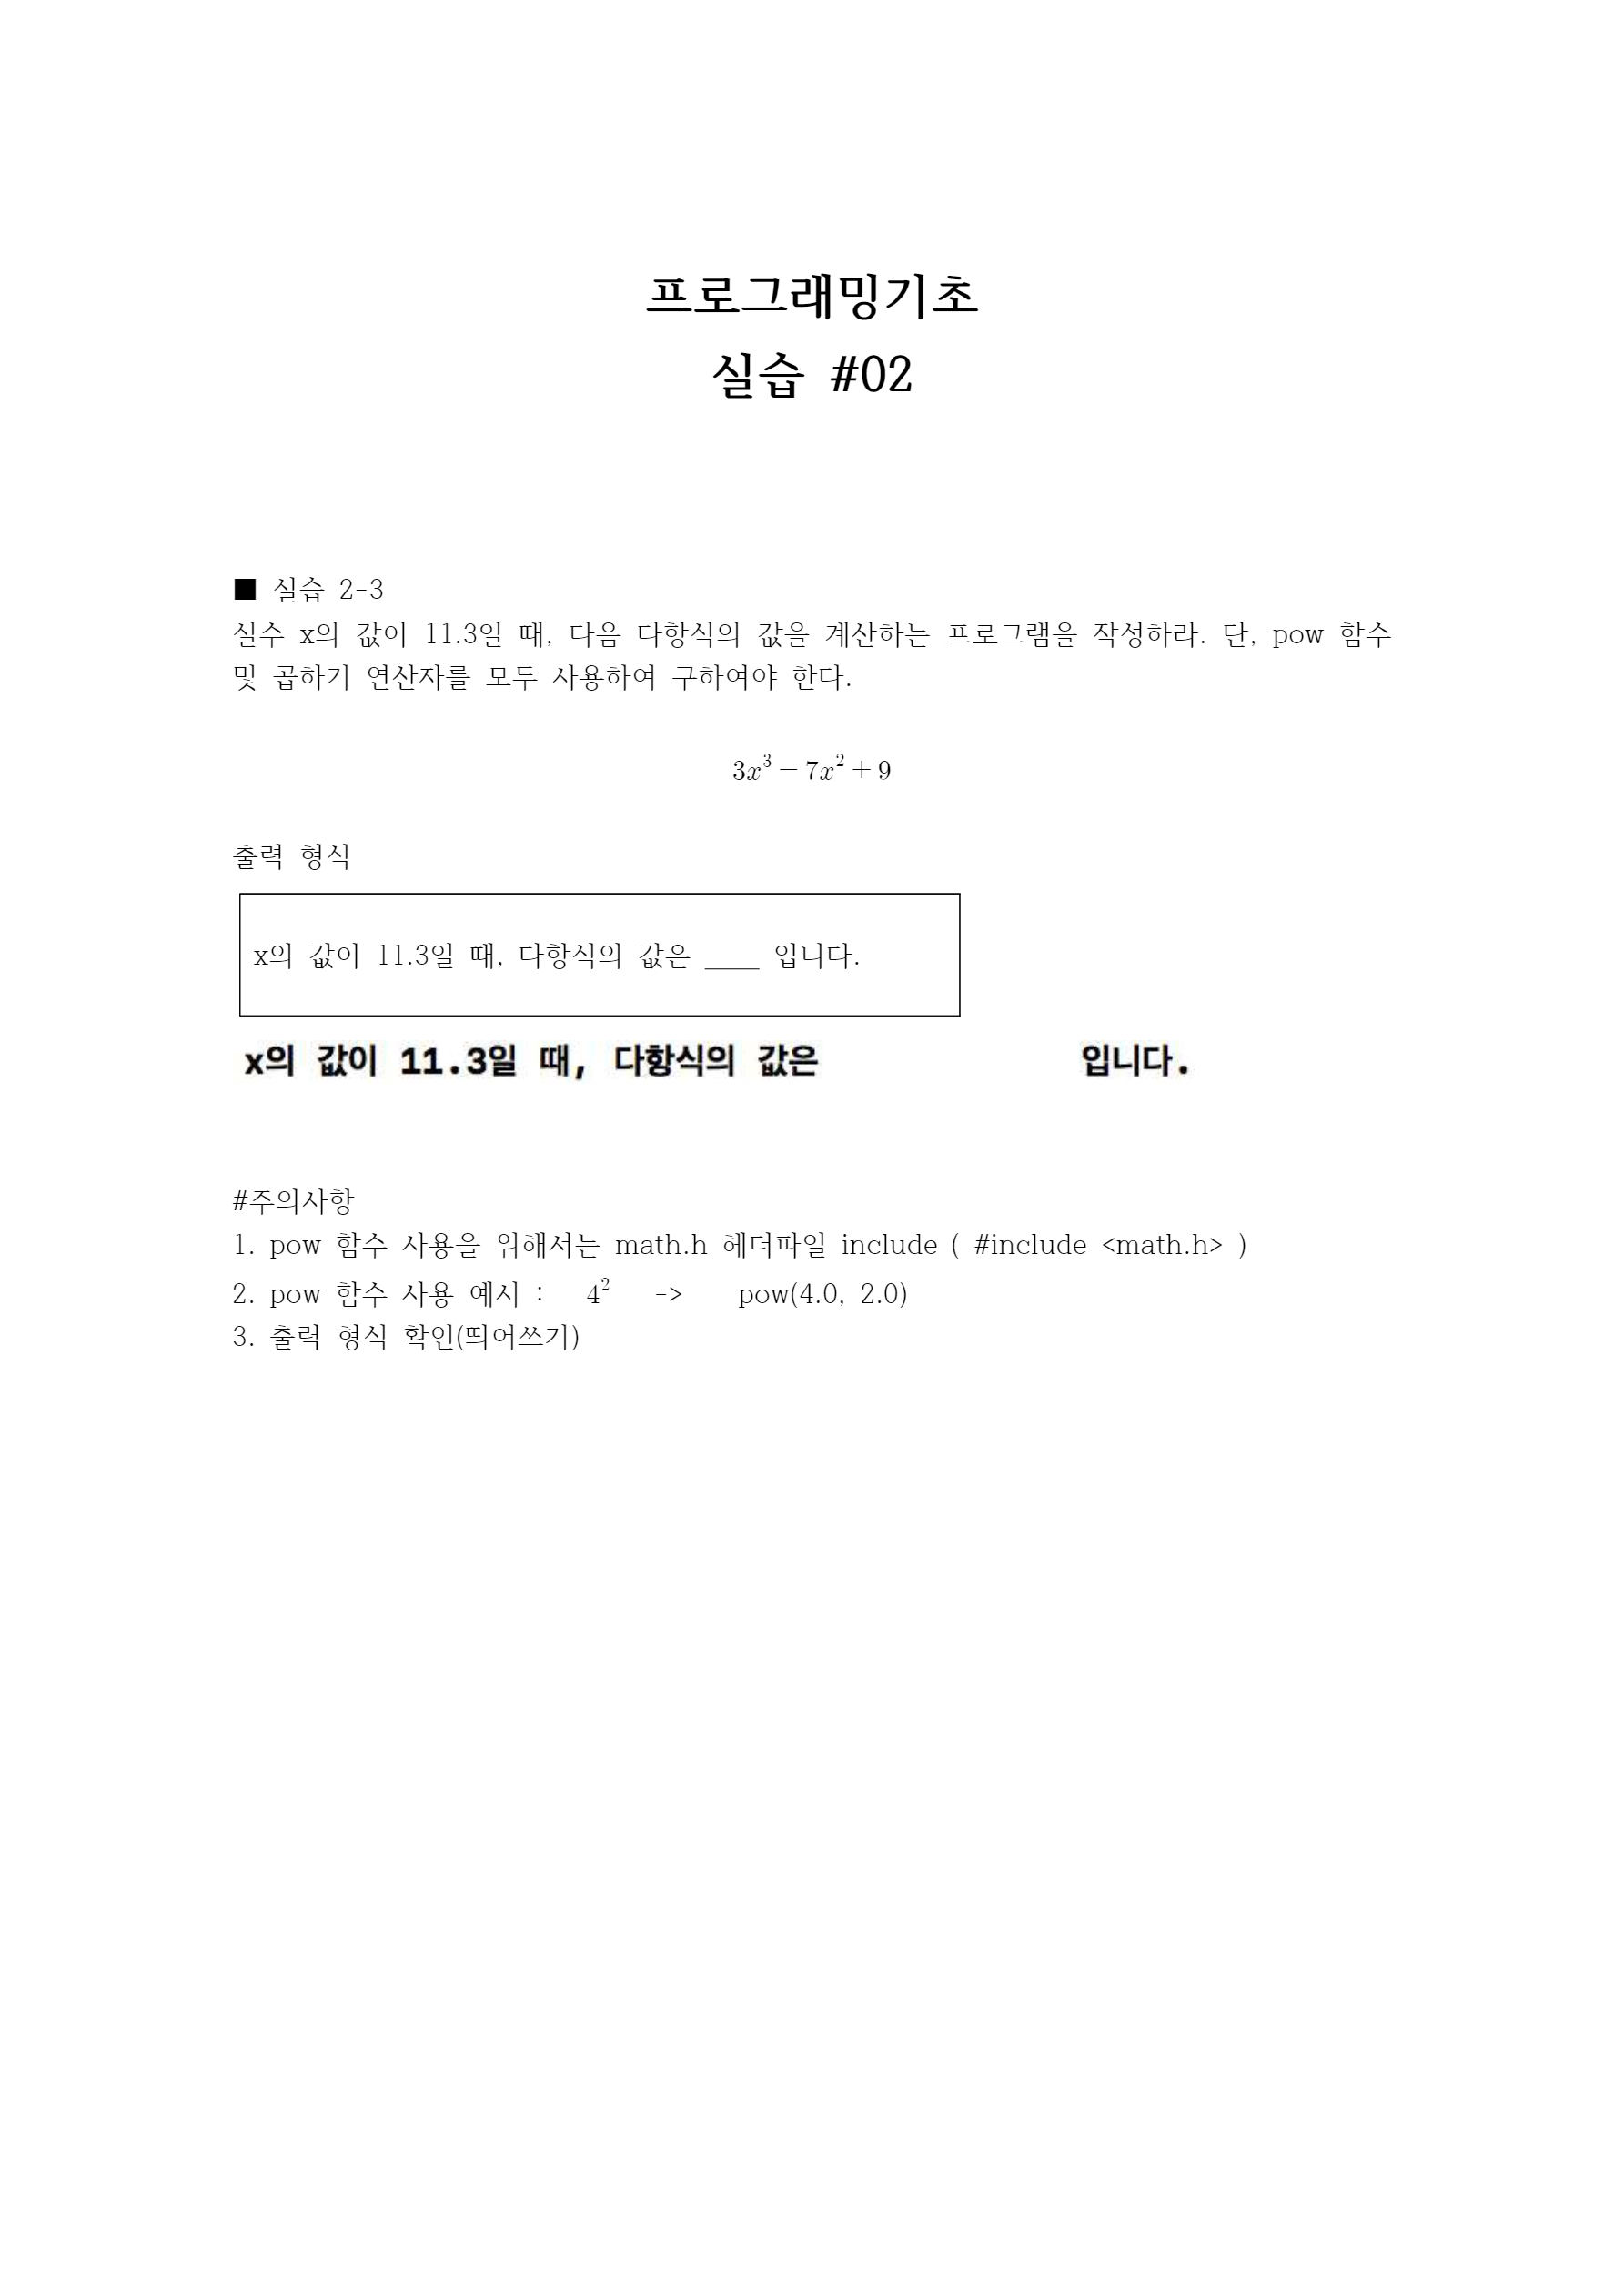 프로그래밍기초
실습 #02
■ 실습 2-3
실수 x의 값이 11.3일 때, 다음 다항식의 값을 계산하는 프로그램을 작성하라. 단, pow 함수
및 곱하기 연산자를 모두 사용하여 구하여야 한다.
3x³ − 7x² + 9
출력 형식
x의 값이 11.3일 때, 다항식의 값은 ____ 입니다.
x의 값이 11.3일 때, 다항식의 값은 입니다.
#주의사항
1. pow 함수 사용을 위해서는 math.h 헤더파일 include ( #include <math.h> )
2. pow 함수 사용 예시 : 4² -> pow(4.0, 2.0)
3. 출력 형식 확인(띄어쓰기)